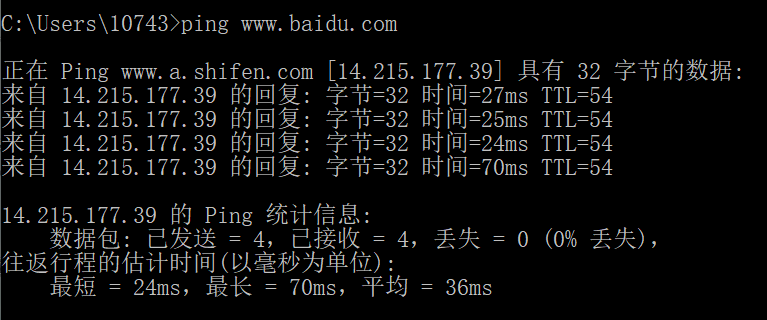 C:\Users\10743>ping www.baidu.com
正在 Ping www.a.shifen.com [14.215.177.39] 具有 32 字节的数据:
来自 14.215.177.39 的回复: 字节=32 时间=27ms TTL=54
来自 14.215.177.39 的回复: 字节=32 时间=25ms TTL=54
来自 14.215.177.39 的回复: 字节=32 时间=24ms TTL=54
来自 14.215.177.39 的回复: 字节=32 时间=70ms TTL=54
14.215.177.39 的 Ping 统计信息:
数据包: 已发送 = 4，已接收 = 4，丢失 = 0 (0% 丢失)，
往返行程的估计时间(以毫秒为单位):
最短 = 24ms，最长 = 70ms，平均 = 36ms